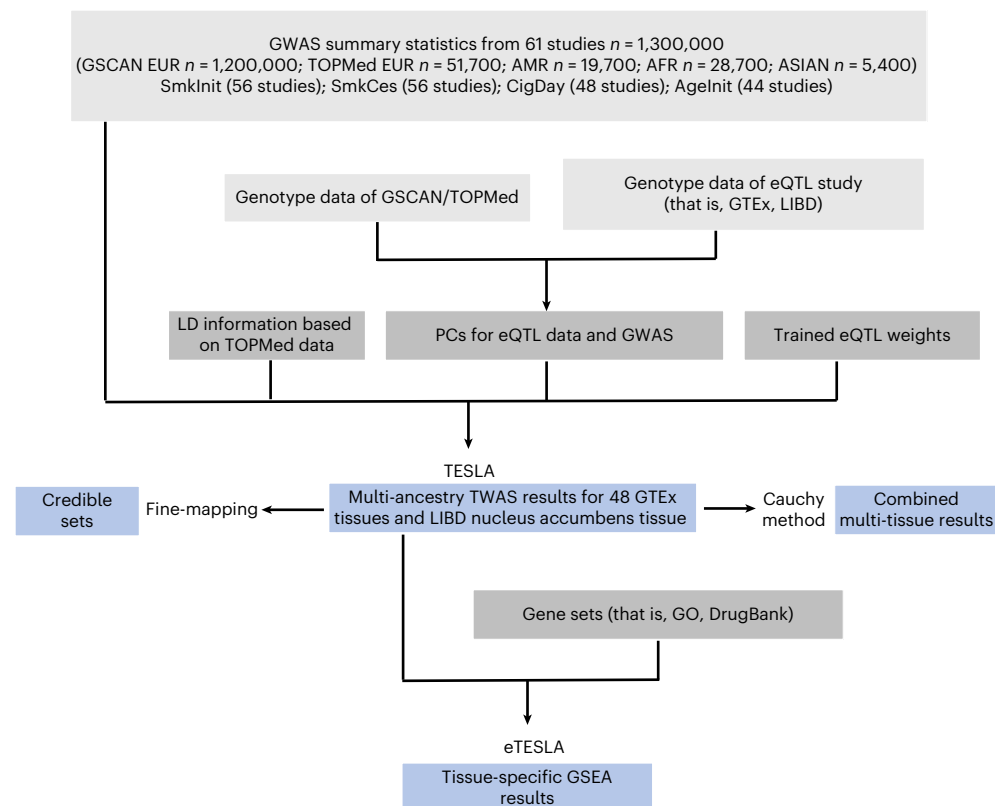 GWAS summary statistics from 61 studies n = 1,300,000
(GSCAN EUR n = 1,200,000; TOPMed EUR n = 51,700; AMR n = 19,700; AFR n = 28,700; ASIAN n = 5,400)
SmkInit (56 studies); SmkCes (56 studies); CigDay (48 studies); AgeInit (44 studies)
Genotype data of GSCAN/TOPMed
Genotype data of eQTL study
(that is, GTEx, LIBD)
LD information based
on TOPMed data
PCs for eQTL data and GWAS
Trained eQTL weights
TESLA
Credible
sets
Fine-mapping
Multi-ancestry TWAS results for 48 GTEx
tissues and LIBD nucleus accumbens tissue
Cauchy
method
Combined
multi-tissue results
Gene sets (that is, GO, DrugBank)
eTESLA
Tissue-specific GSEA
results